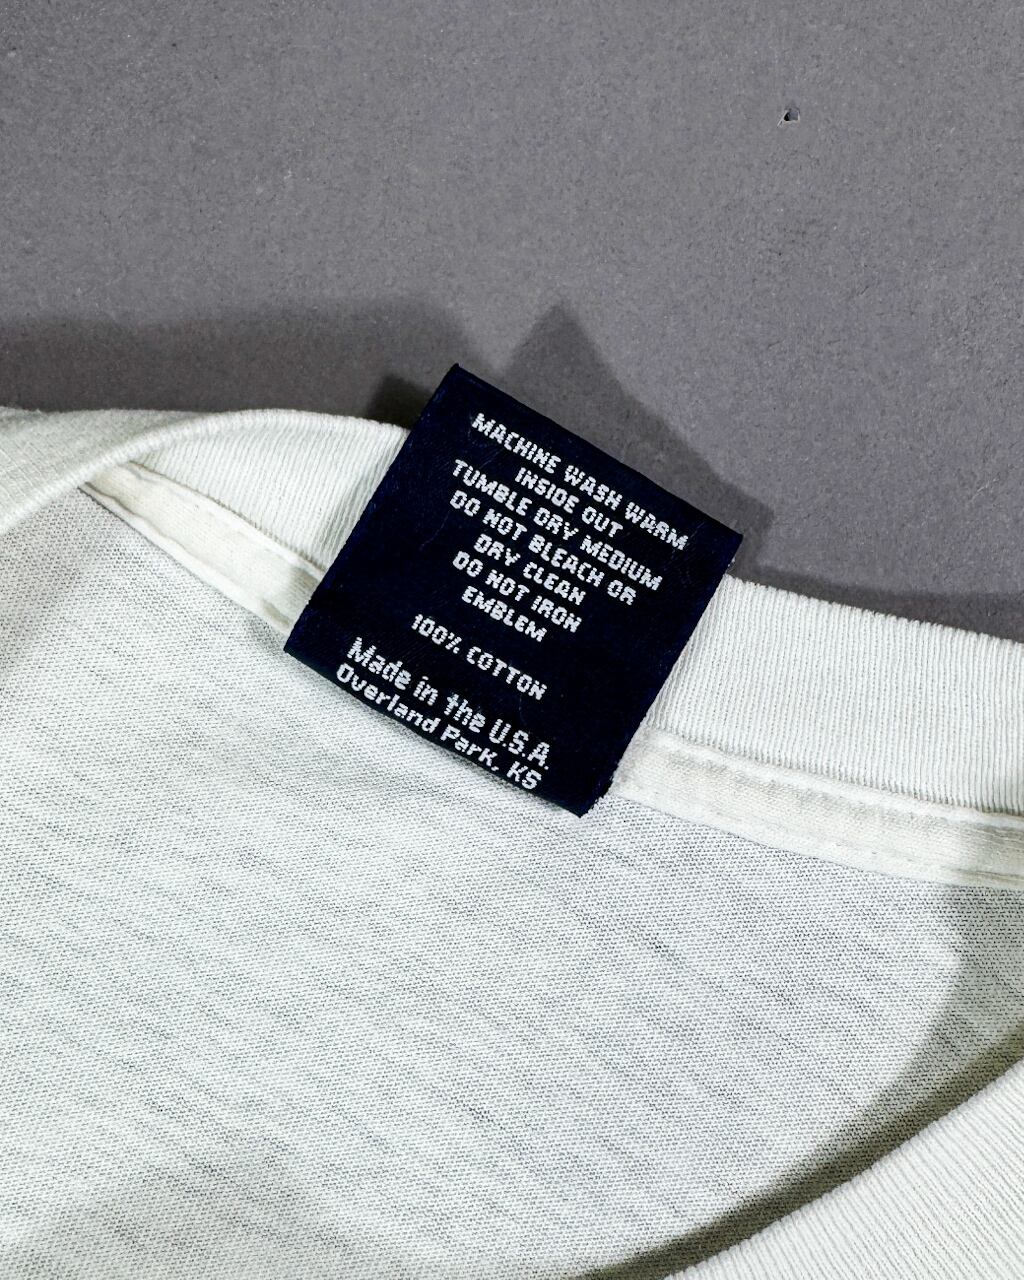 MACHINE WASH WARM
INSIDE OUT
TUMBLE DRY MEDIUM
DO NOT BLEACH OR
DRY CLEAN
DO NOT IRON
EMBLEM
100% COTTON
Made in the U.S.A.
Overland Park, KS